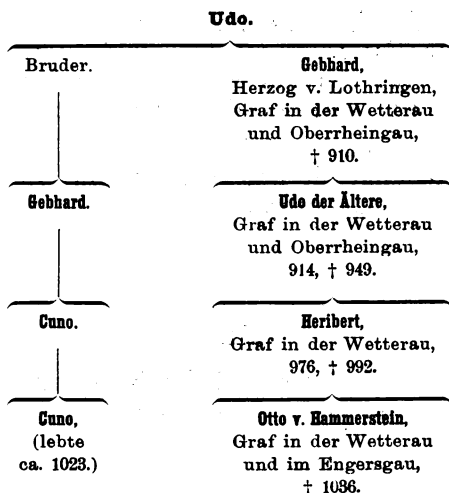 Udo.
Bruder.
Gebhard,
Herzog v. Lothringen,
Graf in der Wetterau
und Oberrheingau,
† 910.
Gebhard.
Udo der Ältere,
Graf in der Wetterau
und Oberrheingau,
914, † 949.
Cuno.
Heribert,
Graf in der Wetterau,
976, † 992.
Cuno,
(lebte
ca. 1023.)
Otto v. Hammerstein,
Graf in der Wetterau
und im Engersgau,
† 1036.